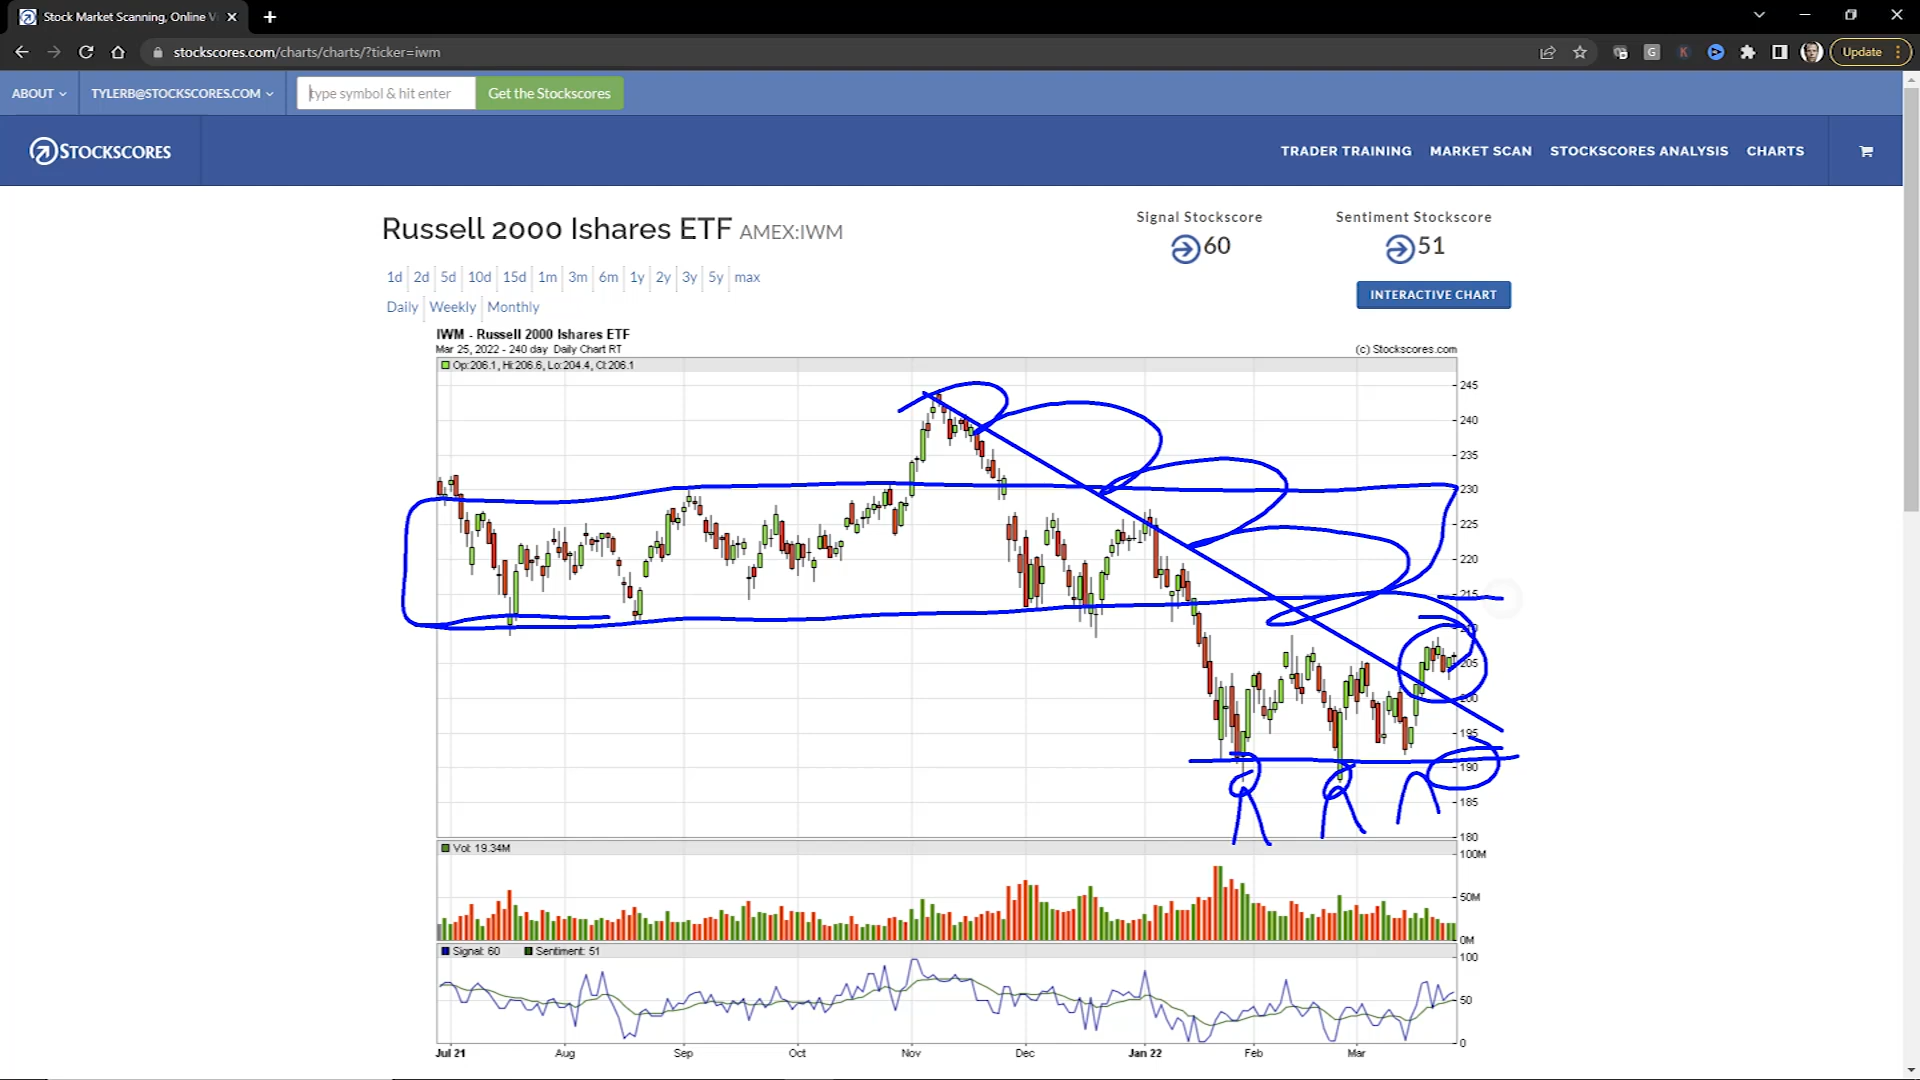 Stock Market Scanning, Online V
stockscores.com/charts/charts/?ticker=iwm
Update
ABOUT
TYLERB@STOCKSCORES.COM
type symbol & hit enter
Get the Stockscores
STOCKSCORES
TRADER TRAINING
MARKET SCAN
STOCKSCORES ANALYSIS
CHARTS
Russell 2000 Ishares ETF AMEX:IWM
Signal Stockscore
60
Sentiment Stockscore
51
1d 2d 5d 10d 15d 1m 3m 6m 1y 2y 3y 5y max
INTERACTIVE CHART
Daily Weekly Monthly
IWM - Russell 2000 Ishares ETF
Mar 25, 2022 - 240 day Daily Chart RT
(c) Stockscores.com
Op:206.1, Hi:206.6, Lo:204.4, Cl:206.1
245
240
235
230
225
220
215
210
205
200
195
190
185
180
Vol: 19.34M
100M
50M
0M
Signal: 60
Sentiment: 51
100
50
0
Jul 21 Aug Sep Oct Nov Dec Jan 22 Feb Mar